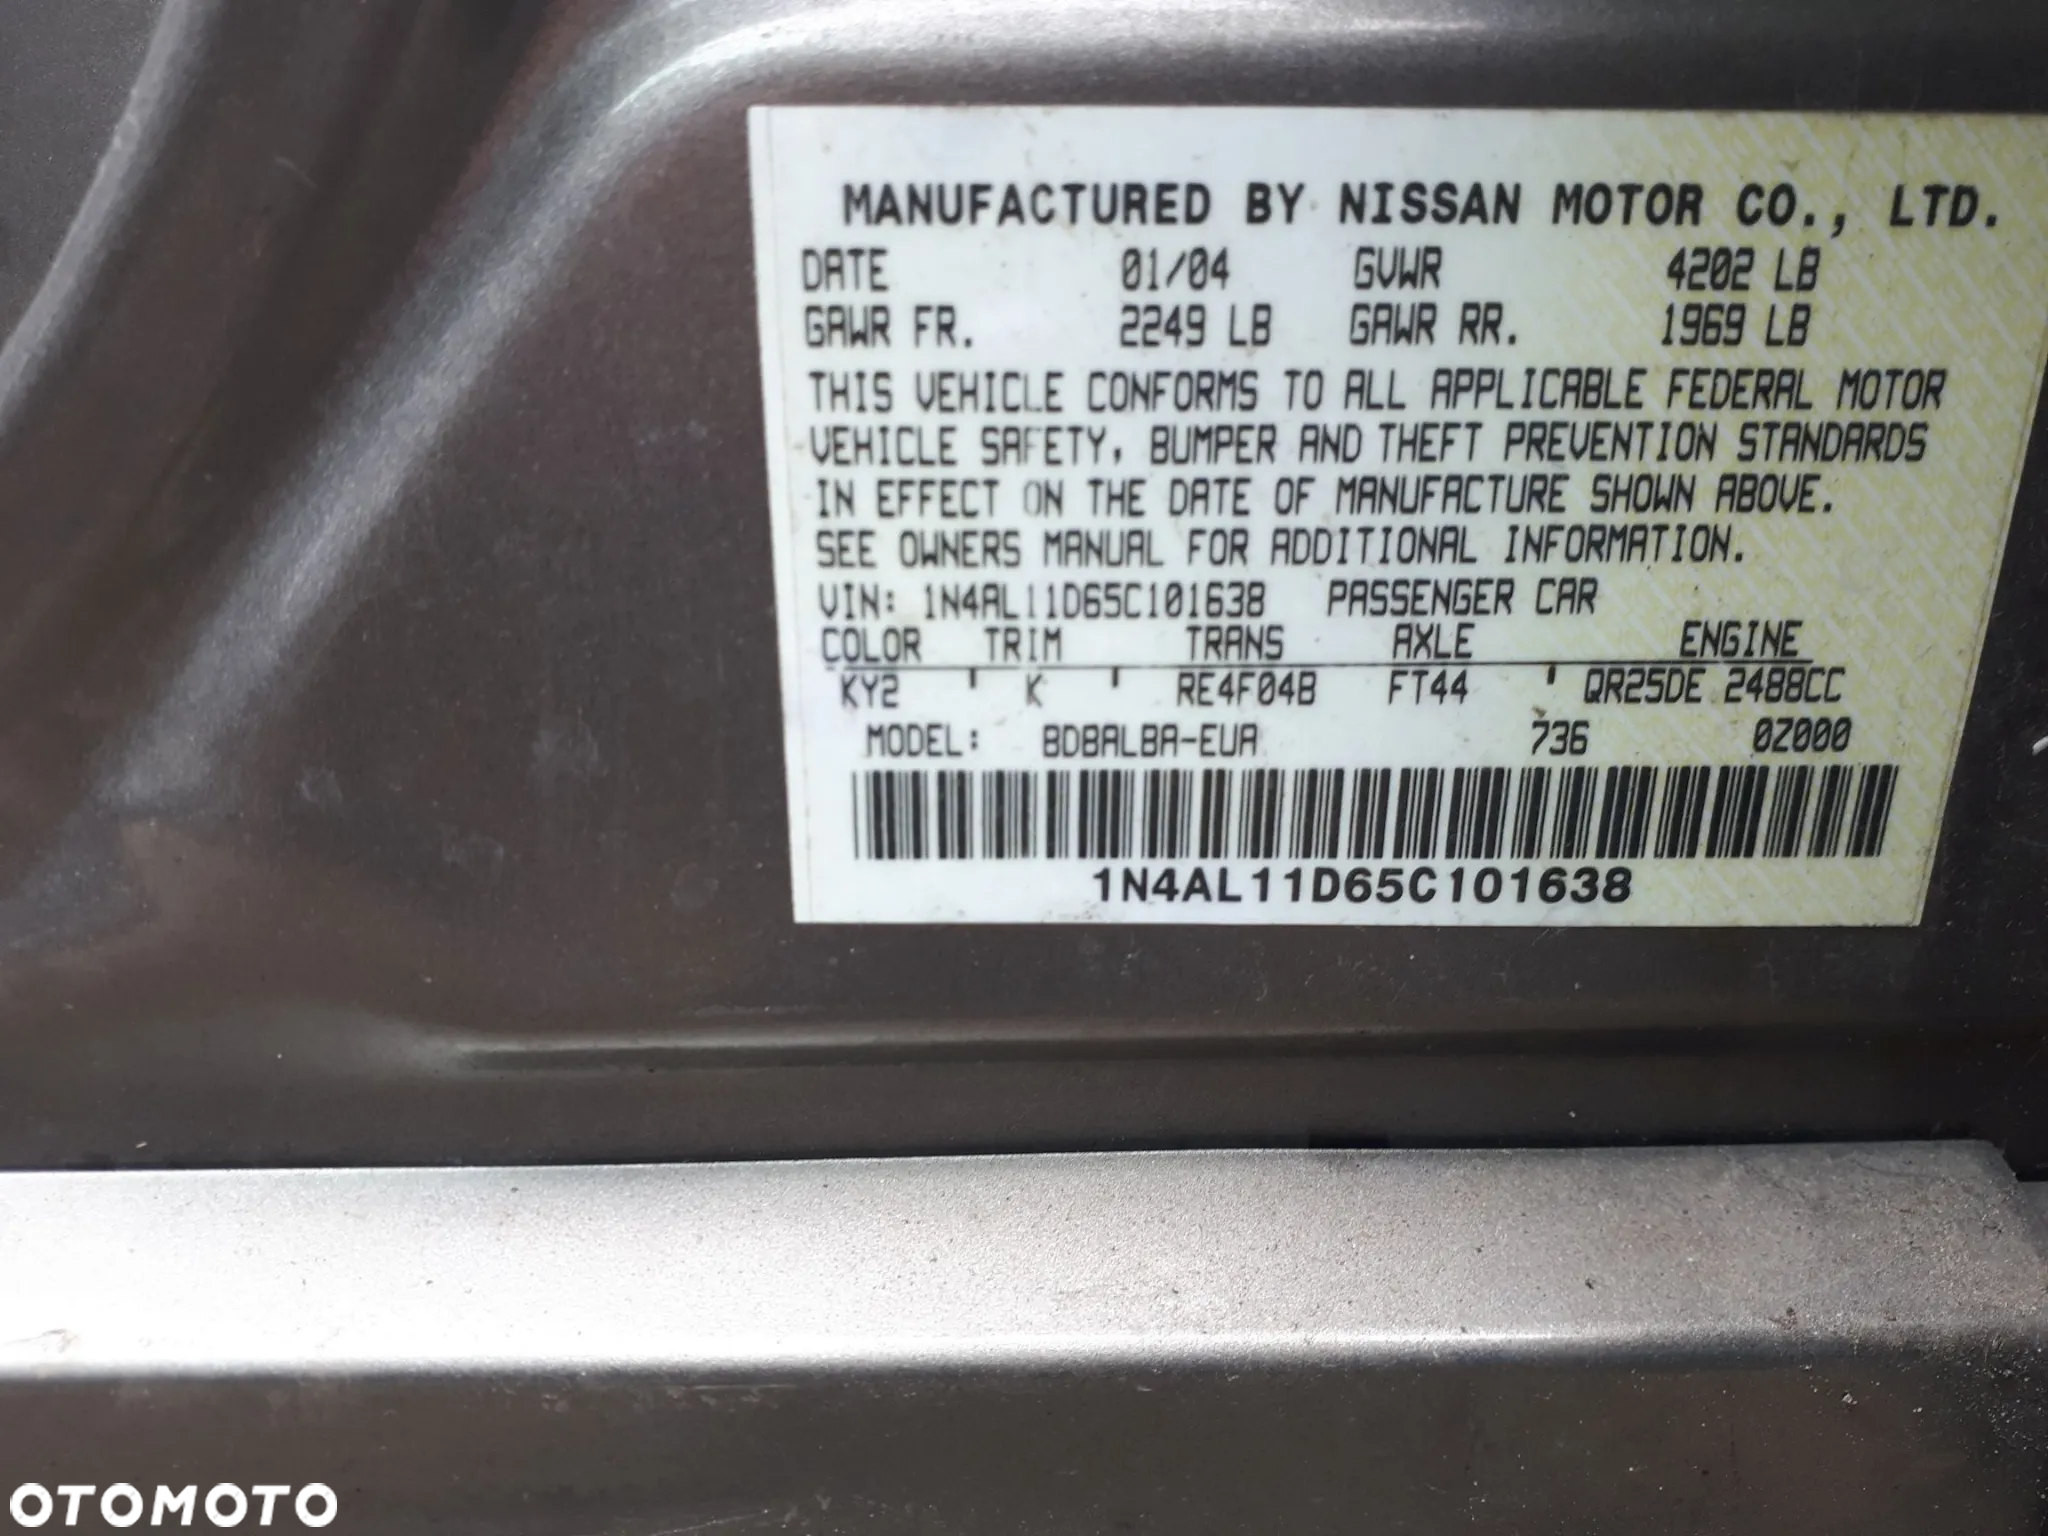 MANUFACTURED BY NISSAN MOTOR CO., LTD.
DATE 01/04 GVWR 4202 LB
GAWR FR. 2249 LB GAWR RR. 1969 LB
THIS VEHICLE CONFORMS TO ALL APPLICABLE FEDERAL MOTOR
VEHICLE SAFETY, BUMPER AND THEFT PREVENTION STANDARDS
IN EFFECT ON THE DATE OF MANUFACTURE SHOWN ABOVE.
SEE OWNERS MANUAL FOR ADDITIONAL INFORMATION.
VIN: 1N4AL11D65C101638 PASSENGER CAR
COLOR TRIM TRANS AXLE ENGINE
KY2 K RE4F04B FT44 QR25DE 2488CC
MODEL: BDBALBA-EUA 736 0Z000
1N4AL11D65C101638
OTOMOTO